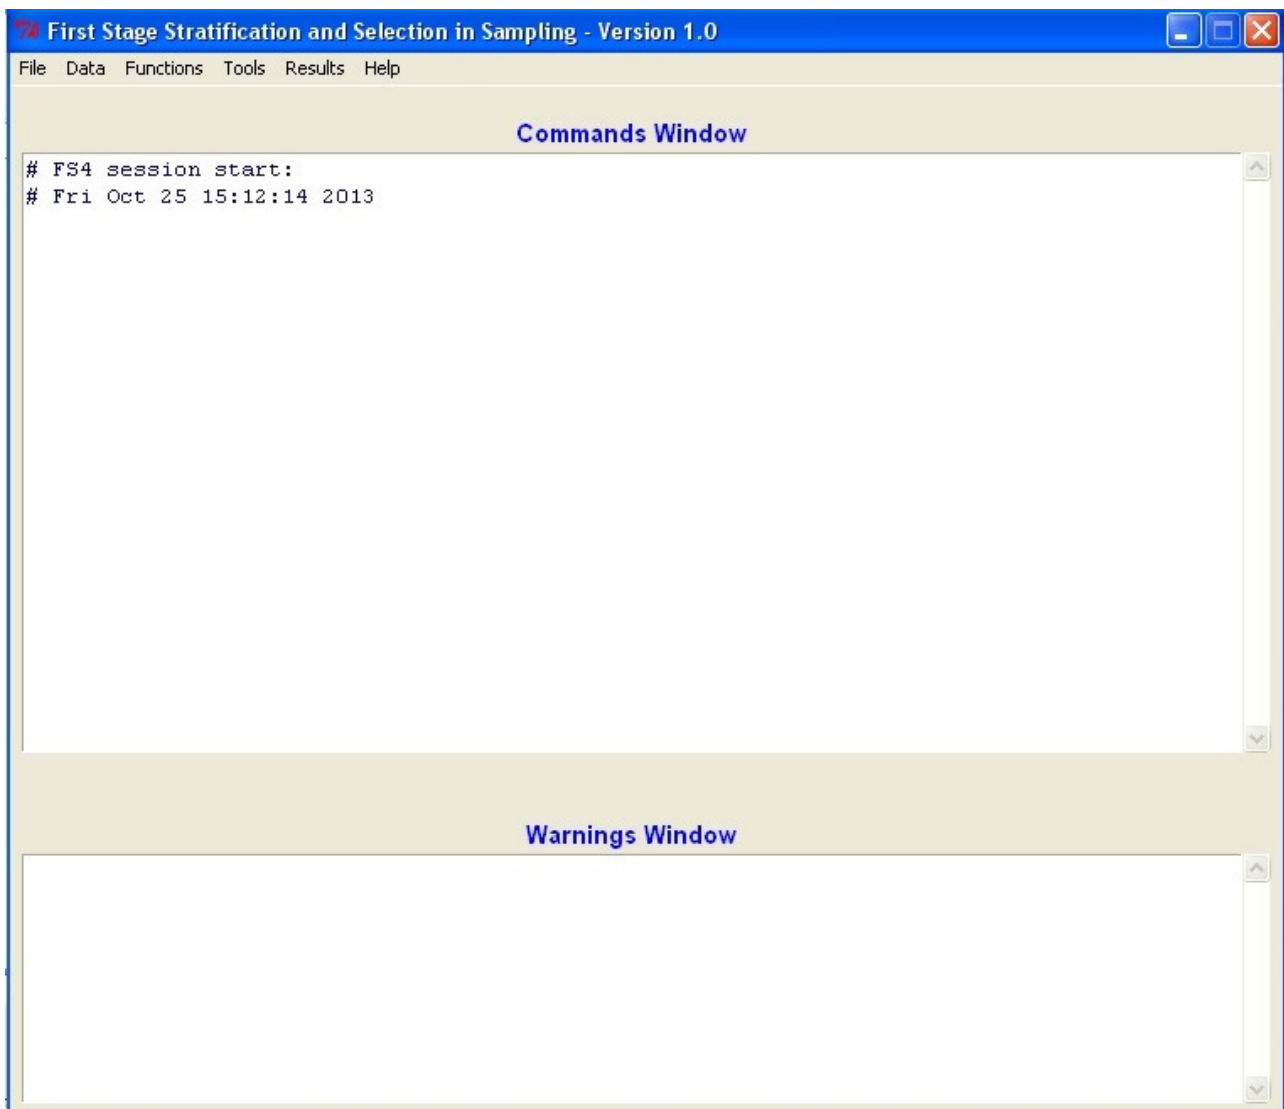 First Stage Stratification and Selection in Sampling - Version 1.0
File Data Functions Tools Results Help
Commands Window
# FS4 session start:
# Fri Oct 25 15:12:14 2013
Warnings Window